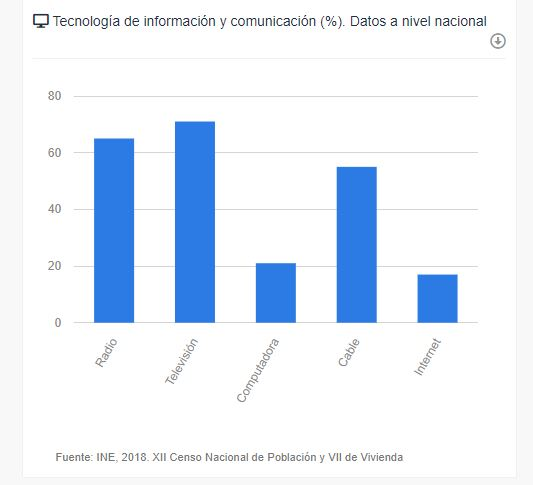 Tecnología de información y comunicación (%). Datos a nivel nacional
80
60
40
20
0
Radio
Televisión
Computadora
Cable
Internet
Fuente: INE, 2018. XII Censo Nacional de Población y VII de Vivienda